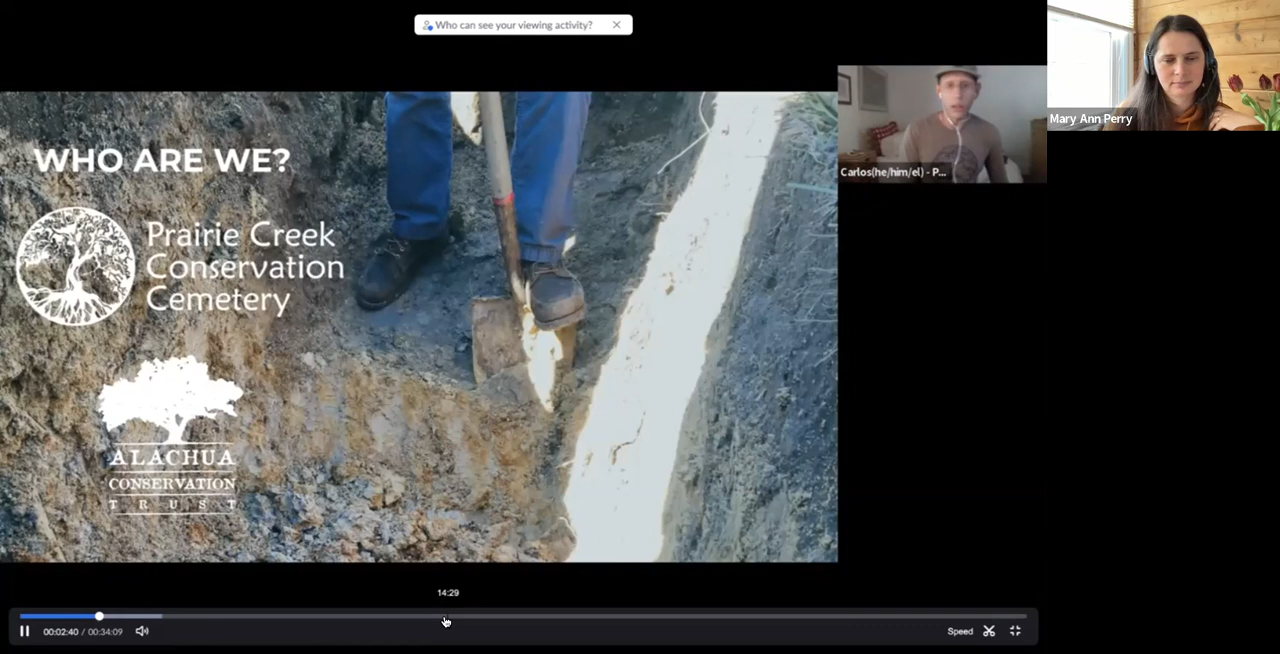 Who can see your viewing activity?
Mary Ann Perry
Carlos(he/him/el) - P...
WHO ARE WE?
Prairie Creek
Conservation
Cemetery
ALACHUA
CONSERVATION
TRUST
14:29
00:02:40 / 00:34:09
Speed